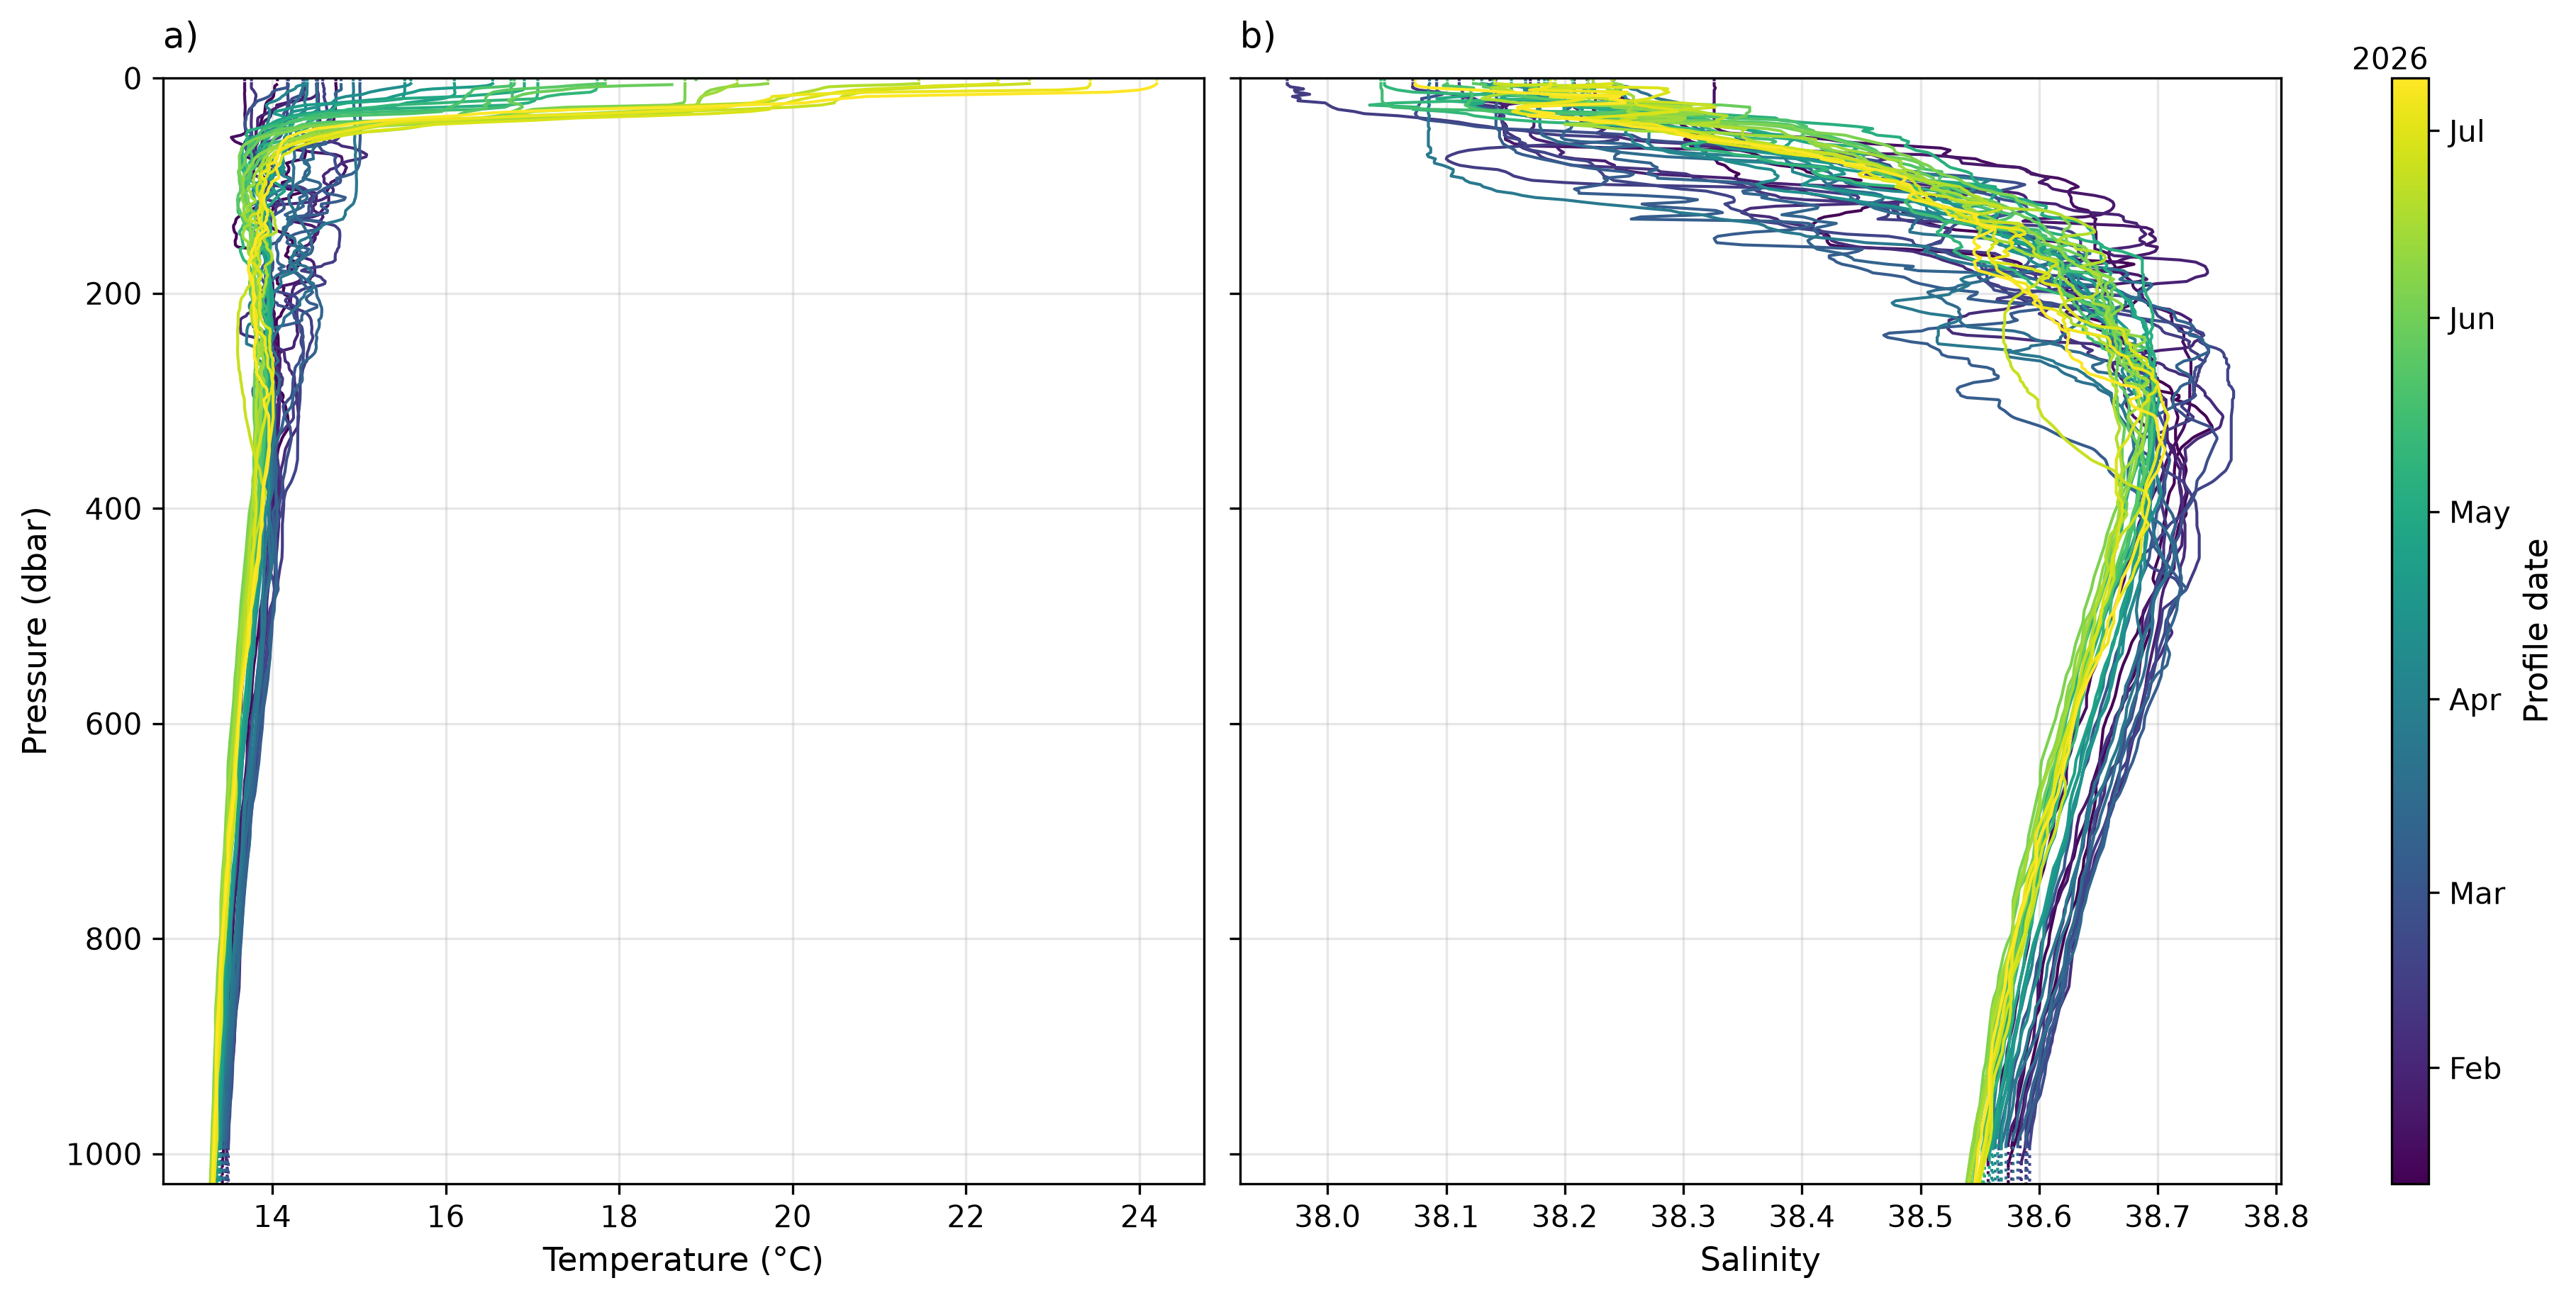 a)
b)
2026
0
200
400
600
800
1000
Pressure (dbar)
14 16 18 20 22 24
Temperature (°C)
38.0 38.1 38.2 38.3 38.4 38.5 38.6 38.7 38.8
Salinity
Jul
Jun
May
Apr
Mar
Feb
Profile date